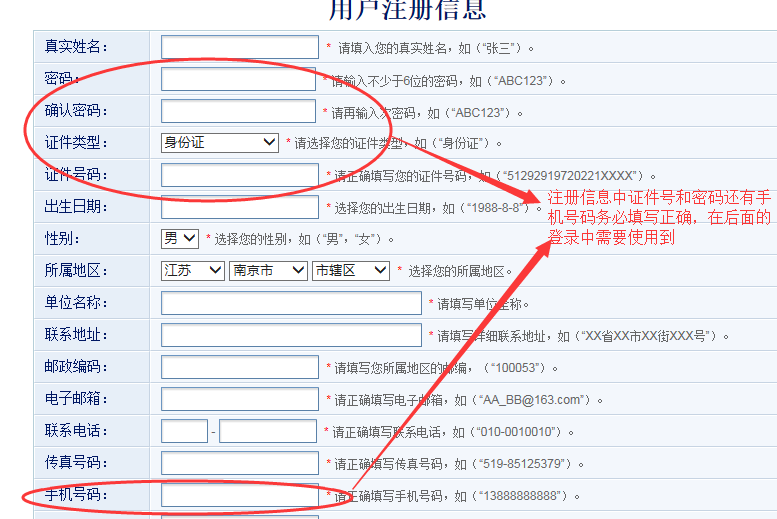 用户注册信息
真实姓名： * 请填入您的真实姓名，如（“张三”）。
密码： * 请输入不少于6位的密码，如（“ABC123”）。
确认密码： * 请再输入次密码，如（“ABC123”）。
证件类型： 身份证 * 请选择您的证件类型，如（“身份证”）。
证件号码： * 请正确填写您的证件号码，如（“51292919720221XXXX”）。
出生日期： * 选择您的出生日期，如（“1988-8-8”）。
性别： 男 * 选择您的性别，如（“男”，“女”）。
所属地区： 江苏 南京市 市辖区 * 选择您的所属地区。
单位名称： * 请填写单位全称。
联系地址： * 请填写详细联系地址，如（“XX省XX市XX街XXX号”）。
邮政编码： * 请填写您所属地区的邮编，（“100053”）。
电子邮箱： * 请正确填写电子邮箱，如（“AA_BB@163.com”）。
联系电话： - * 请正确填写联系电话，如（“010-0010010”）。
传真号码： * 请正确填写传真号码，如（“519-85125379”）。
手机号码： * 请正确填写手机号码，如（“13888888888”）。
注册信息中证件号和密码还有手
机号码务必填写正确，在后面的
登录中需要使用到